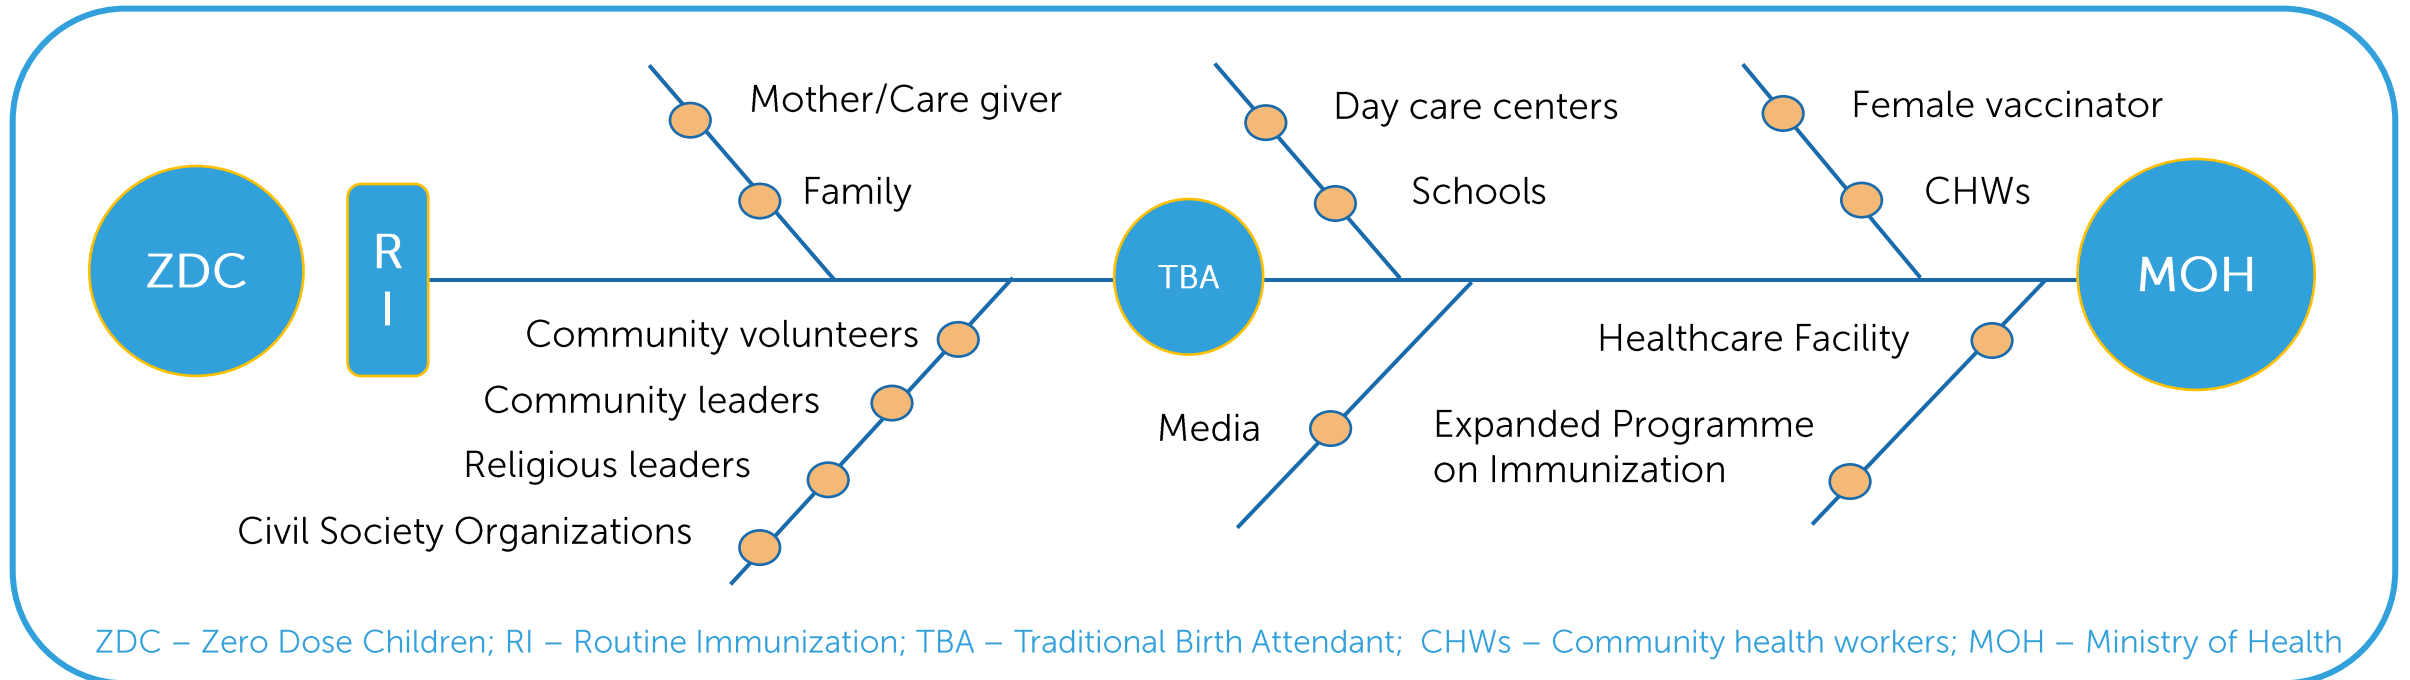 Mother/Care giver
Family
Day care centers
Schools
Female vaccinator
CHWs
ZDC
R
I
TBA
MOH
Community volunteers
Community leaders
Religious leaders
Civil Society Organizations
Media
Healthcare Facility
Expanded Programme
on Immunization
ZDC – Zero Dose Children; RI – Routine Immunization; TBA – Traditional Birth Attendant; CHWs – Community health workers; MOH – Ministry of Health